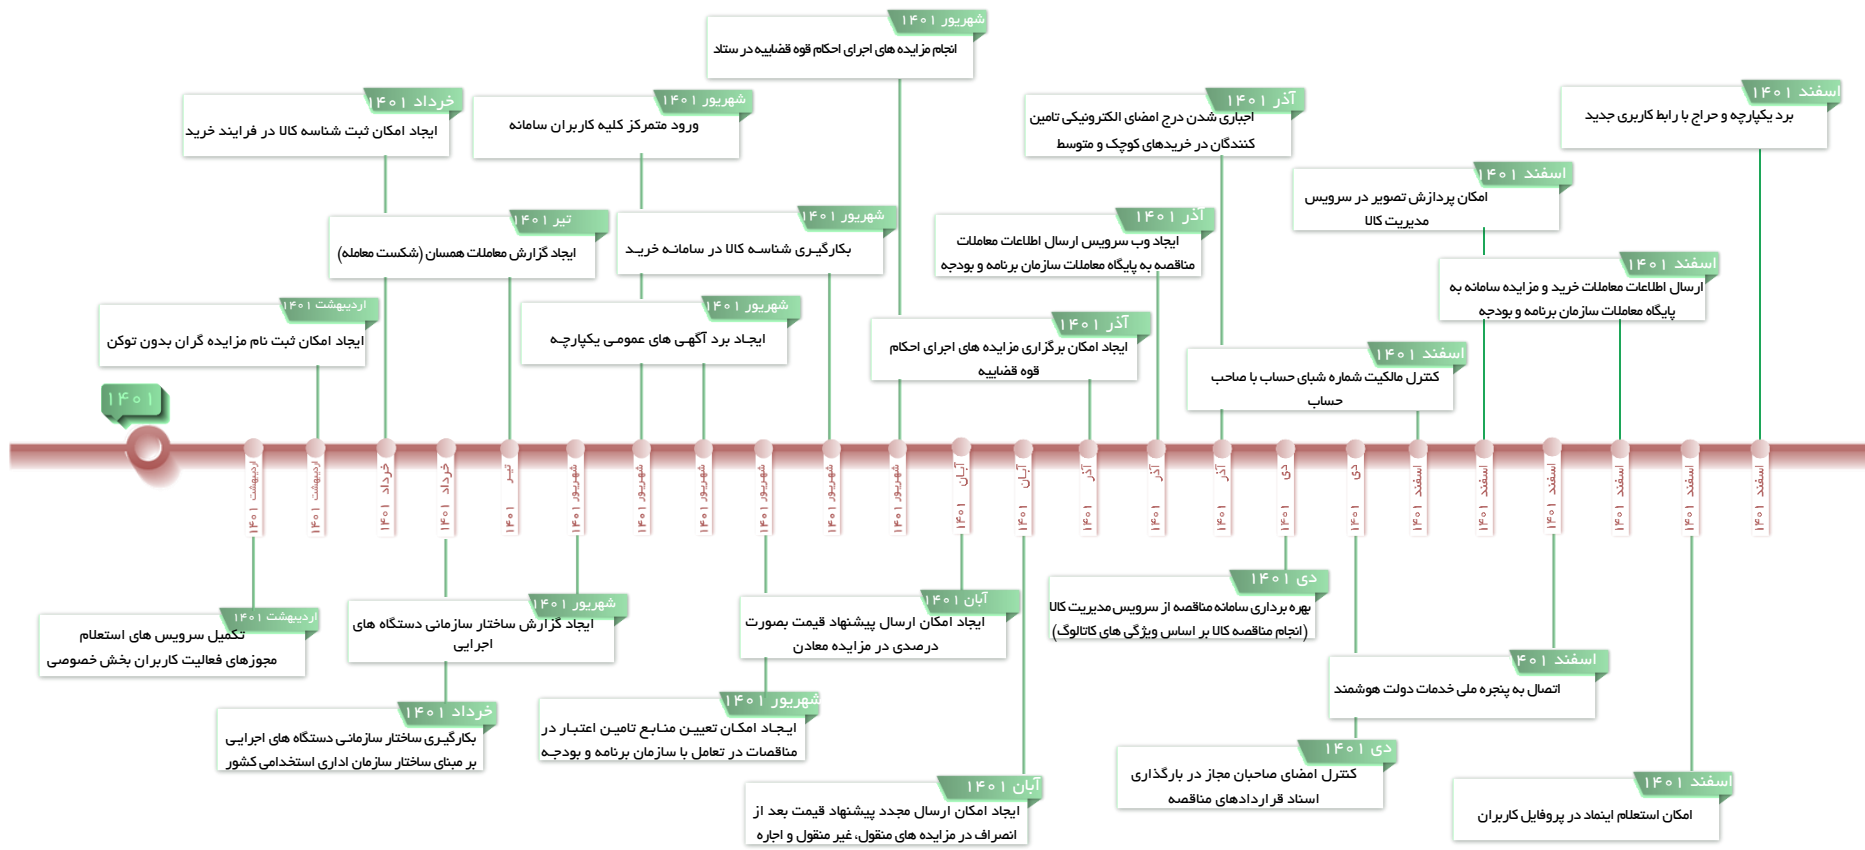 شهریور ۱۴۰۱
انجام مزایده های اجرای احکام قوه قضاییه در ستاد
خرداد ۱۴۰۱
ایجاد امکان ثبت شناسه کالا در فرایند خرید
شهریور ۱۴۰۱
ورود متمرکز کلیه کاربران سامانه
آذر ۱۴۰۱
اجباری شدن درج امضای الکترونیکی تامین
کنندگان در خریدهای کوچک و متوسط
اسفند ۱۴۰۱
برد یکپارچه و حراج با رابط کاربری جدید
اسفند ۱۴۰۱
امکان پردازش تصویر در سرویس
مدیریت کالا
تیر ۱۴۰۱
ایجاد گزارش معاملات همسان (شکست معامله)
شهریور ۱۴۰۱
بکارگیری شناسه کالا در سامانه خرید
آذر ۱۴۰۱
ایجاد وب سرویس ارسال اطلاعات معاملات
مناقصه به پایگاه معاملات سازمان برنامه و بودجه
اسفند ۱۴۰۱
ارسال اطلاعات معاملات خرید و مزایده سامانه به
پایگاه معاملات سازمان برنامه و بودجه
اردیبهشت ۱۴۰۱
ایجاد امکان ثبت نام مزایده گران بدون توکن
شهریور ۱۴۰۱
ایجاد برد آگهی های عمومی یکپارچه
آذر ۱۴۰۱
ایجاد امکان برگزاری مزایده های اجرای احکام
قوه قضاییه
اسفند ۱۴۰۱
کنترل مالکیت شماره شبای حساب با صاحب
حساب
۱۴۰۱
اردیبهشت ۱۴۰۱
اردیبهشت ۱۴۰۱
خرداد ۱۴۰۱
خرداد ۱۴۰۱
تیر ۱۴۰۱
شهریور ۱۴۰۱
شهریور ۱۴۰۱
شهریور ۱۴۰۱
شهریور ۱۴۰۱
شهریور ۱۴۰۱
شهریور ۱۴۰۱
آبان ۱۴۰۱
آبان ۱۴۰۱
آذر ۱۴۰۱
آذر ۱۴۰۱
آذر ۱۴۰۱
دی ۱۴۰۱
دی ۱۴۰۱
اسفند ۱۴۰۱
اسفند ۱۴۰۱
اسفند ۱۴۰۱
اسفند ۱۴۰۱
اسفند ۱۴۰۱
اسفند ۱۴۰۱
اردیبهشت ۱۴۰۱
تکمیل سرویس های استعلام
مجوزهای فعالیت کاربران بخش خصوصی
شهریور ۱۴۰۱
ایجاد گزارش ساختار سازمانی دستگاه های
اجرایی
آبان ۱۴۰۱
ایجاد امکان ارسال پیشنهاد قیمت بصورت
درصدی در مزایده معادن
دی ۱۴۰۱
بهره برداری سامانه مناقصه از سرویس مدیریت کالا
(انجام مناقصه کالا بر اساس ویژگی های کاتالوگ)
اسفند ۴۰۱
اتصال به پنجره ملی خدمات دولت هوشمند
خرداد ۱۴۰۱
بکارگیری ساختار سازمانی دستگاه های اجرایی
بر مبنای ساختار سازمان اداری استخدامی کشور
شهریور ۱۴۰۱
ایجاد امکان تعیین منابع تامین اعتبار در
مناقصات در تعامل با سازمان برنامه و بودجه
آبان ۱۴۰۱
ایجاد امکان ارسال مجدد پیشنهاد قیمت بعد از
انصراف در مزایده های منقول، غیر منقول و اجاره
دی ۱۴۰۱
کنترل امضای صاحبان مجاز در بارگذاری
اسناد قراردادهای مناقصه
اسفند ۱۴۰۱
امکان استعلام اینماد در پروفایل کاربران